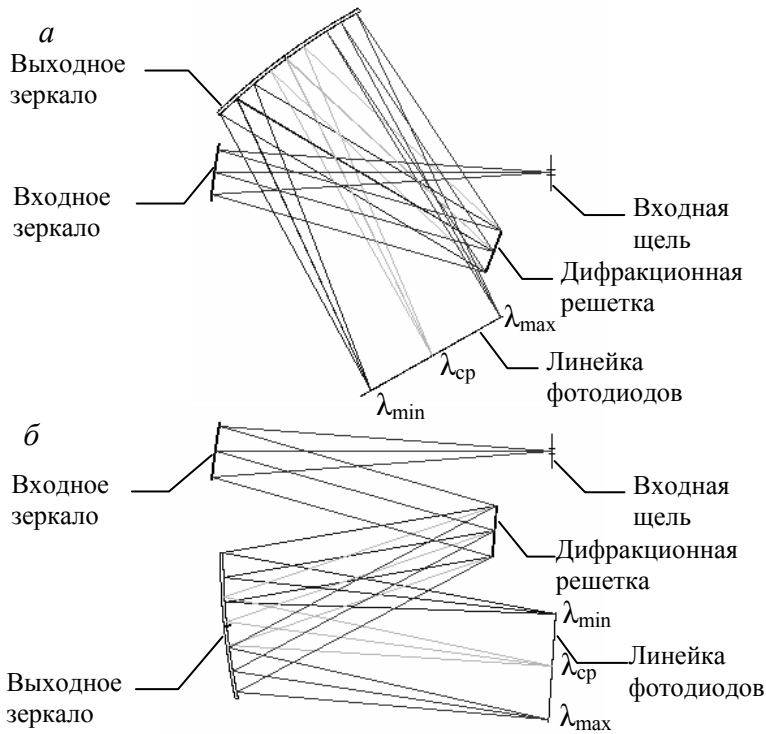 а
Выходное
зеркало
Входное
зеркало
Входная
щель
Дифракционная
решетка
λmax
λср
λmin
Линейка
фотодиодов
б
Входное
зеркало
Входная
щель
Дифракционная
решетка
λmin
λср
λmax
Линейка
фотодиодов
Выходное
зеркало